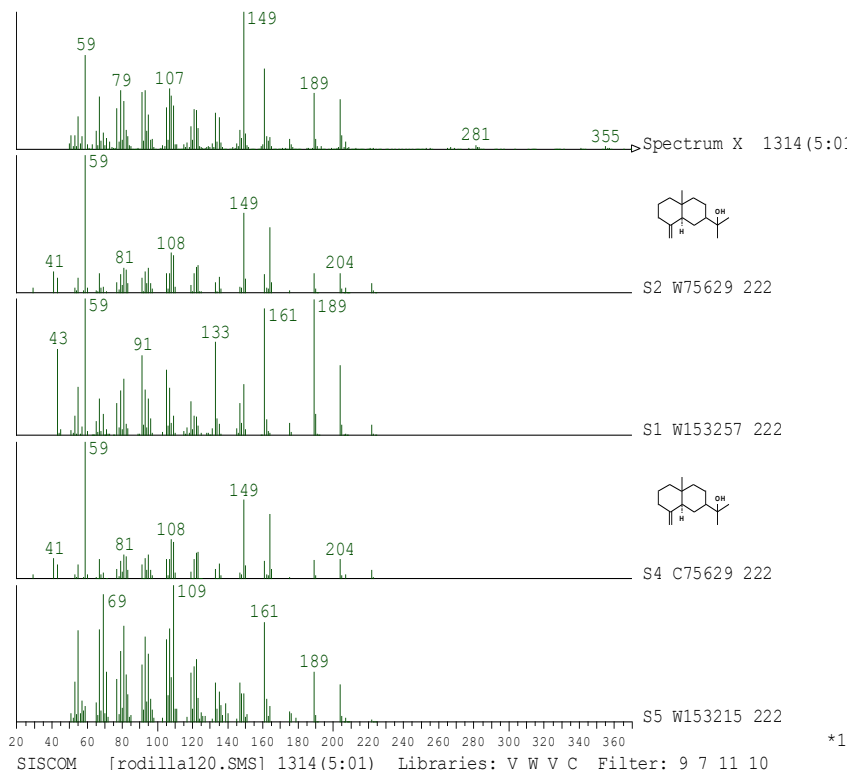 149
59
79
107
189
281
355
Spectrum X 1314(5:01
59
149
108
41
81
204
OH
H
S2 W75629 222
59
189
161
43
133
91
S1 W153257 222
59
149
108
41
81
204
OH
H
S4 C75629 222
109
69
161
189
S5 W153215 222
20 40 60 80 100 120 140 160 180 200 220 240 260 280 300 320 340 360
*1
SISCOM [rodilla120.SMS] 1314(5:01) Libraries: V W V C Filter: 9 7 11 10